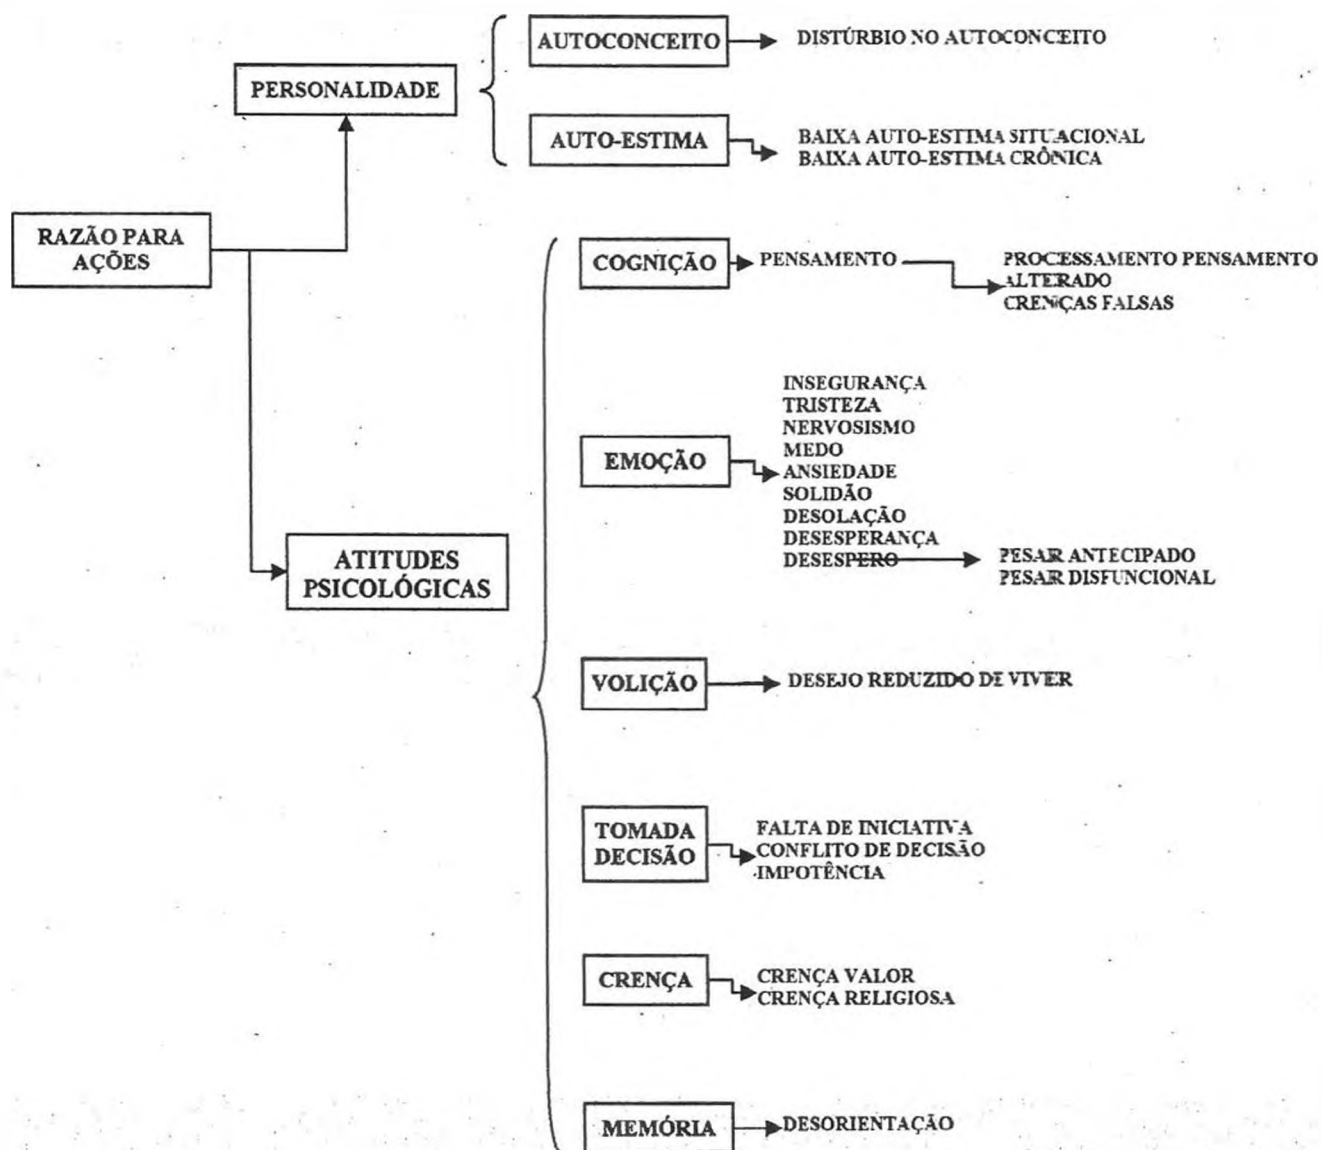 AUTOCONCEITO
DISTÚRBIO NO AUTOCONCEITO
PERSONALIDADE
AUTO-ESTIMA
BAIXA AUTO-ESTIMA SITUACIONAL
BAIXA AUTO-ESTIMA CRÔNICA
RAZÃO PARA
AÇÕES
COGNIÇÃO
PENSAMENTO
PROCESSAMENTO PENSAMENTO
ALTERADO
CRENÇAS FALSAS
EMOÇÃO
INSEGURANÇA
TRISTEZA
NERVOSISMO
MEDO
ANSIEDADE
SOLIDÃO
DESOLAÇÃO
DESESPERANÇA
DESESPERO
PESAR ANTECIPADO
PESAR DISFUNCIONAL
ATITUDES
PSICOLÓGICAS
VOLIÇÃO
DESEJO REDUZIDO DE VIVER
TOMADA
DECISÃO
FALTA DE INICIATIVA
CONFLITO DE DECISÃO
IMPOTÊNCIA
CRENÇA
CRENÇA VALOR
CRENÇA RELIGIOSA
MEMÓRIA
DESORIENTAÇÃO